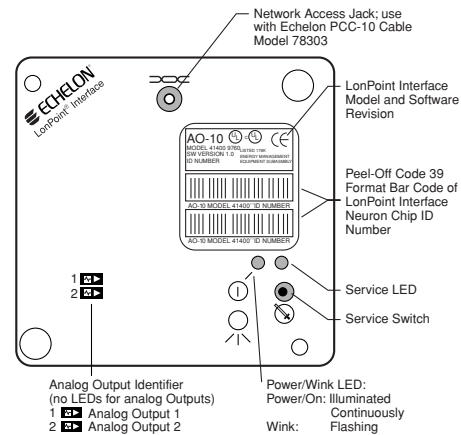 Network Access Jack; use
with Echelon PCC-10 Cable
Model 78303
ECHELON®
LonPoint® Interface
LonPoint Interface
Model and Software
Revision
AO-10
MODEL 41400 9760
SW VERSION 1.0
ID NUMBER
LISTED 176K
ENERGY MANAGEMENT
EQUIPMENT SUBASSEMBLY
AO-10 MODEL 41400 ID NUMBER
AO-10 MODEL 41400 ID NUMBER
Peel-Off Code 39
Format Bar Code of
LonPoint Interface
Neuron Chip ID
Number
1
2
Service LED
Service Switch
Analog Output Identifier
(no LEDs for analog Outputs)
1 Analog Output 1
2 Analog Output 2
Power/Wink LED:
Power/On: Illuminated
Continuously
Wink: Flashing